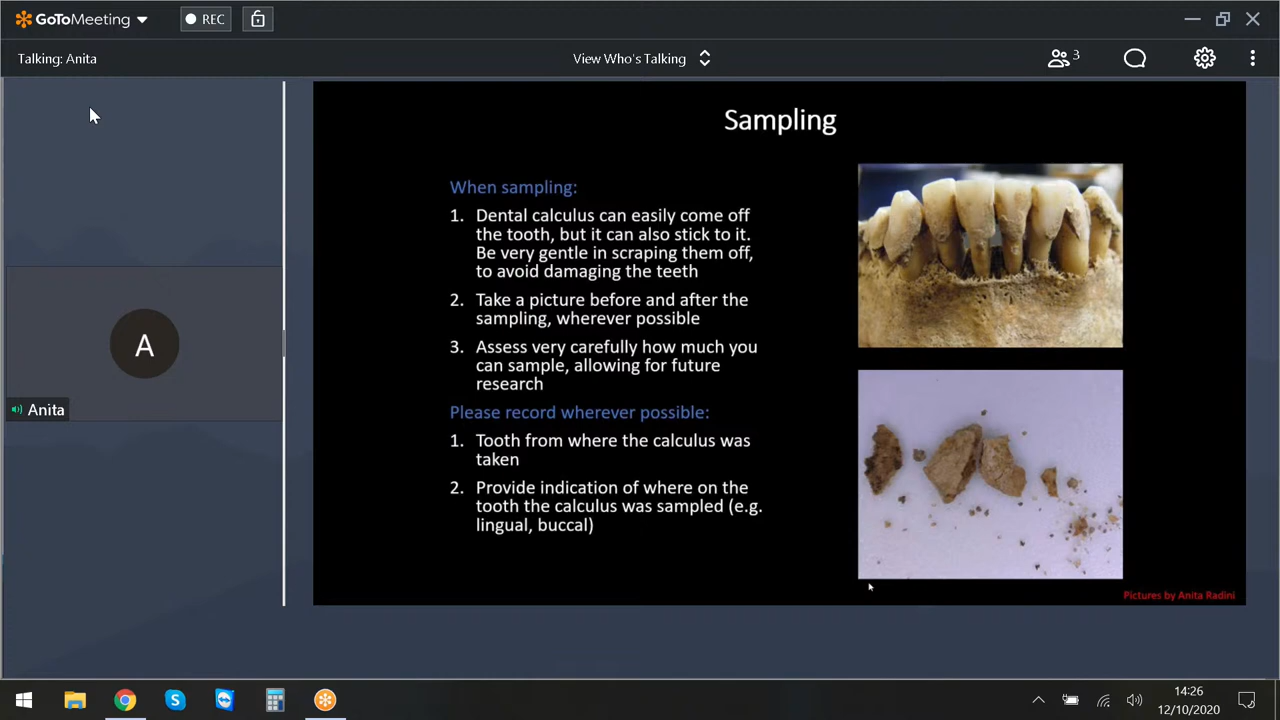 GoToMeeting
REC
Talking: Anita
View Who's Talking
3
Sampling
When sampling:
1. Dental calculus can easily come off
the tooth, but it can also stick to it.
Be very gentle in scraping them off,
to avoid damaging the teeth
2. Take a picture before and after the
sampling, wherever possible
3. Assess very carefully how much you
can sample, allowing for future
research
Please record wherever possible:
1. Tooth from where the calculus was
taken
2. Provide indication of where on the
tooth the calculus was sampled (e.g.
lingual, buccal)
Pictures by Anita Radini
A
Anita
S
14:26
12/10/2020